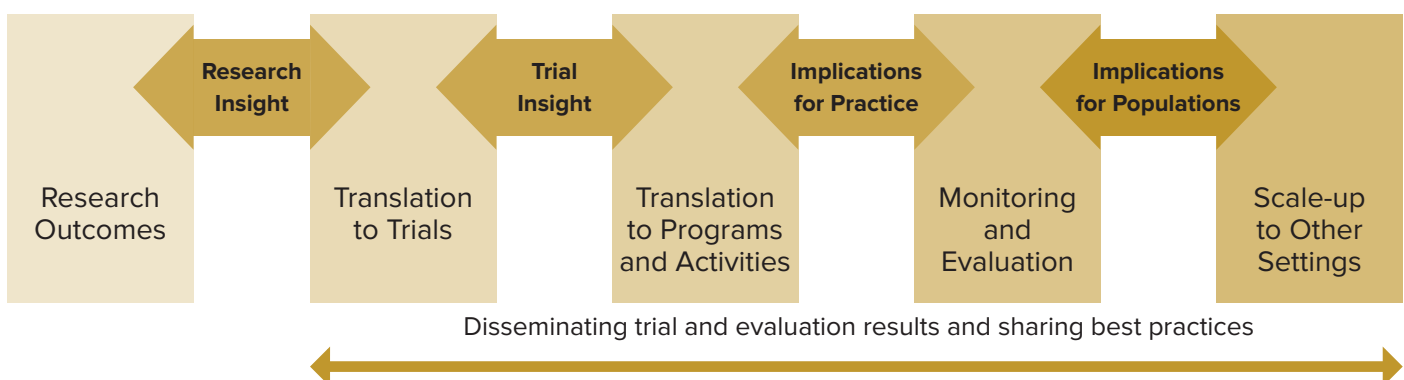 Research
Insight
Trial
Insight
Implications
for Practice
Implications
for Populations
Research
Outcomes
Translation
to Trials
Translation
to Programs
and Activities
Monitoring
and
Evaluation
Scale-up
to Other
Settings
Disseminating trial and evaluation results and sharing best practices